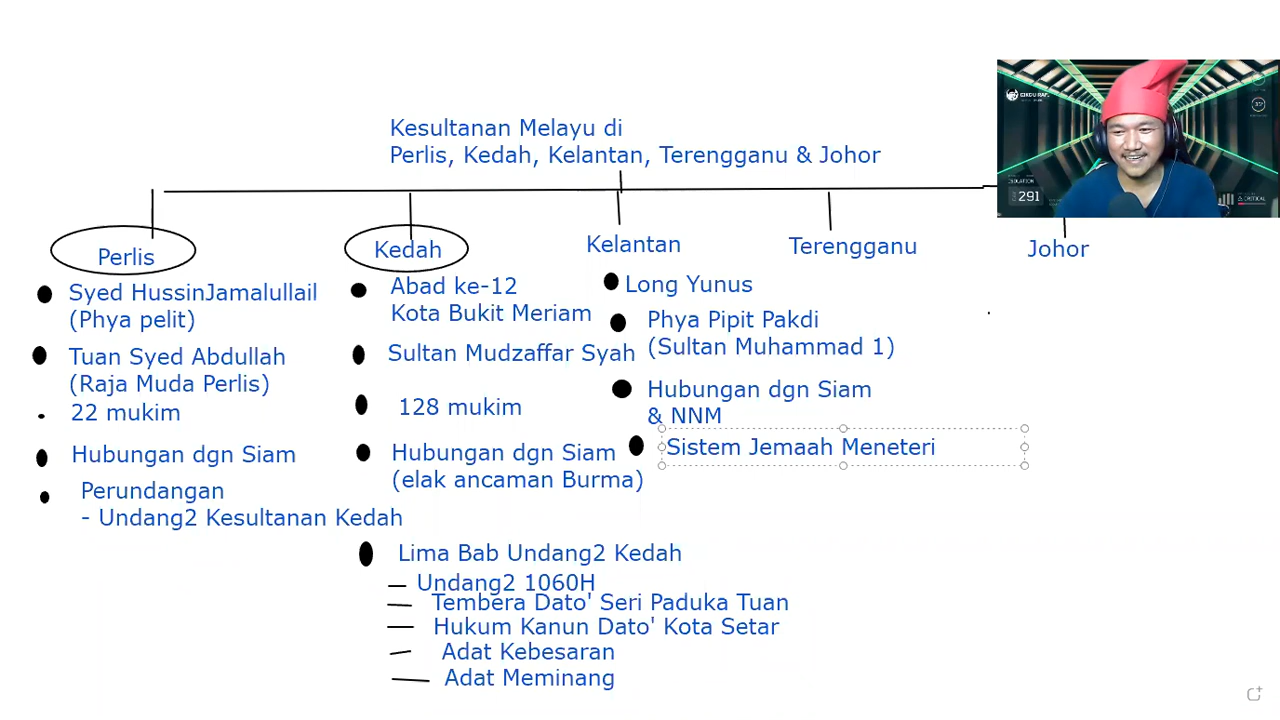 Kesultanan Melayu di
Perlis, Kedah, Kelantan, Terengganu & Johor
Perlis
Syed HussinJamalullail
(Phya pelit)
Tuan Syed Abdullah
(Raja Muda Perlis)
22 mukim
Hubungan dgn Siam
Perundangan
- Undang2 Kesultanan Kedah
Kedah
Abad ke-12
Kota Bukit Meriam
Sultan Mudzaffar Syah
128 mukim
Hubungan dgn Siam
(elak ancaman Burma)
Lima Bab Undang2 Kedah
Undang2 1060H
Tembera Dato' Seri Paduka Tuan
Hukum Kanun Dato' Kota Setar
Adat Kebesaran
Adat Meminang
Kelantan
Long Yunus
Phya Pipit Pakdi
(Sultan Muhammad 1)
Hubungan dgn Siam
& NNM
Sistem Jemaah Meneteri
Terengganu
Johor
291
CRITICAL